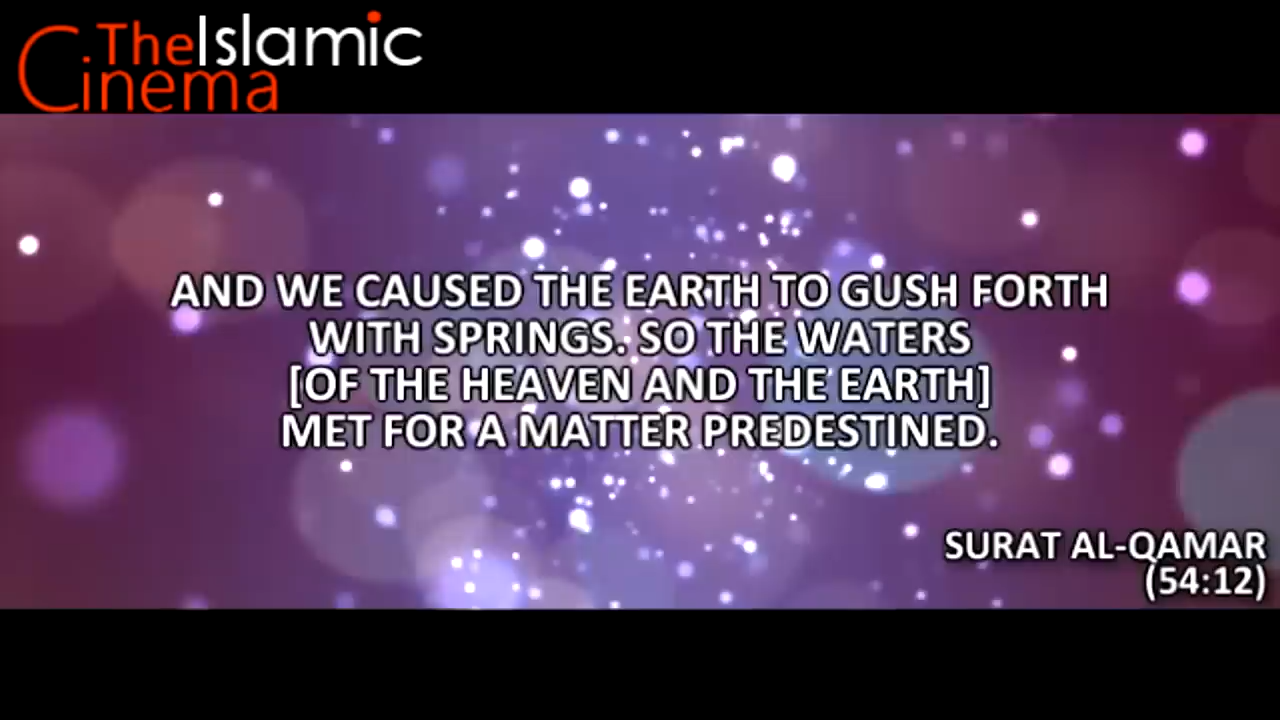 TheIslamic
Cinema
AND WE CAUSED THE EARTH TO GUSH FORTH
WITH SPRINGS. SO THE WATERS
[OF THE HEAVEN AND THE EARTH]
MET FOR A MATTER PREDESTINED.
SURAT AL-QAMAR
(54:12)